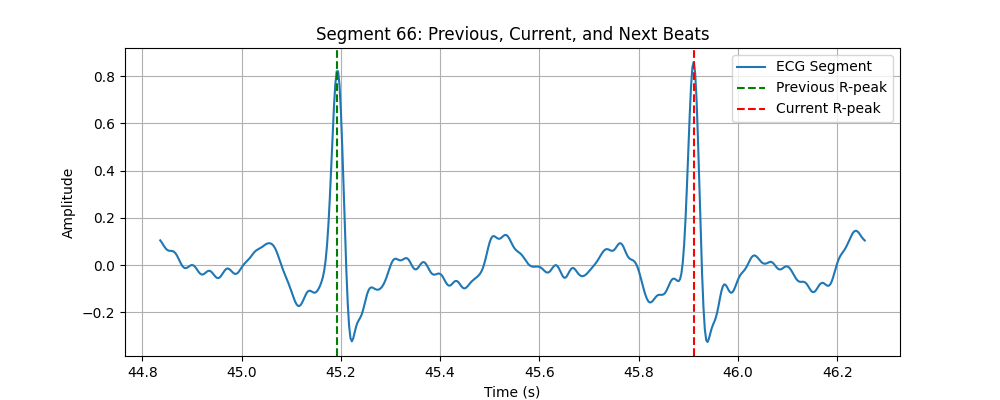 Segment 66: Previous, Current, and Next Beats
ECG Segment
Previous R-peak
Current R-peak
Amplitude
0.8
0.6
0.4
0.2
0.0
−0.2
44.8 45.0 45.2 45.4 45.6 45.8 46.0 46.2
Time (s)